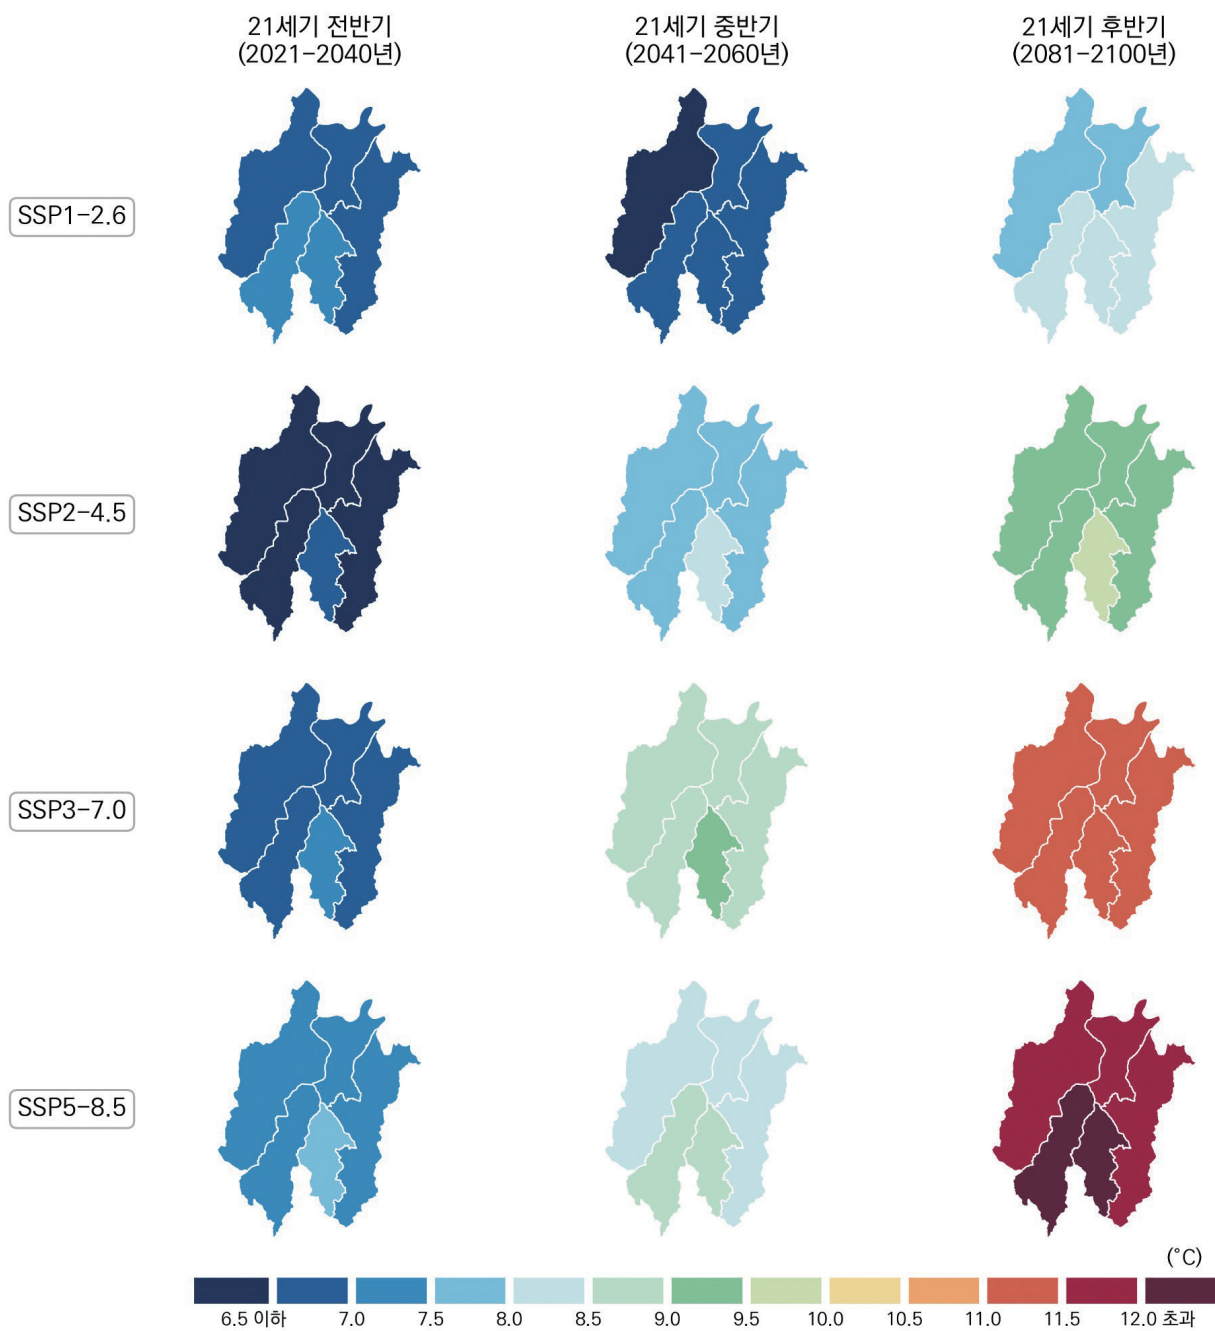 21세기 전반기
(2021-2040년)
21세기 중반기
(2041-2060년)
21세기 후반기
(2081-2100년)
SSP1-2.6
SSP2-4.5
SSP3-7.0
SSP5-8.5
(°C)
6.5 이하 7.0 7.5 8.0 8.5 9.0 9.5 10.0 10.5 11.0 11.5 12.0 초과